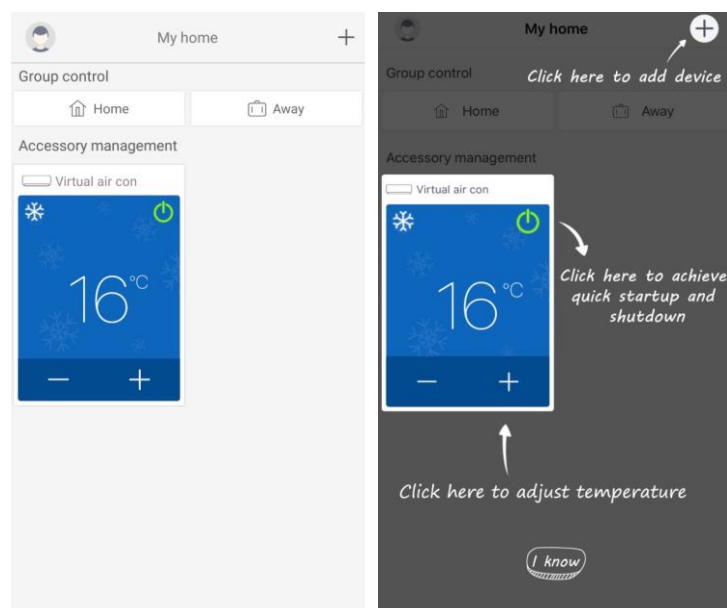 My home
+
Group control
Home
Away
Accessory management
Virtual air con
16°C
− +
My home
+
Click here to add device
Group control
Home
Away
Accessory management
Virtual air con
16°C
− +
Click here to achieve
quick startup and
shutdown
Click here to adjust temperature
I know